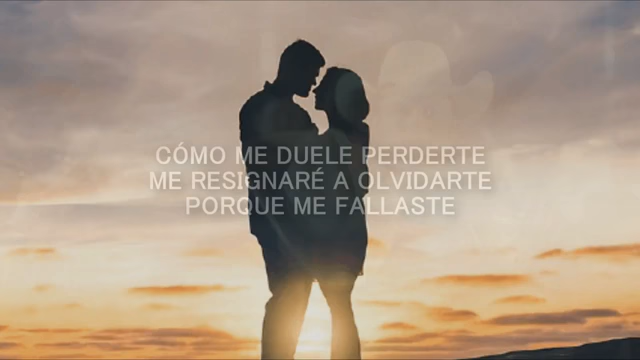 CÓMO ME DUELE PERDERTE
ME RESIGNARÉ A OLVIDARTE
PORQUE ME FALLASTE